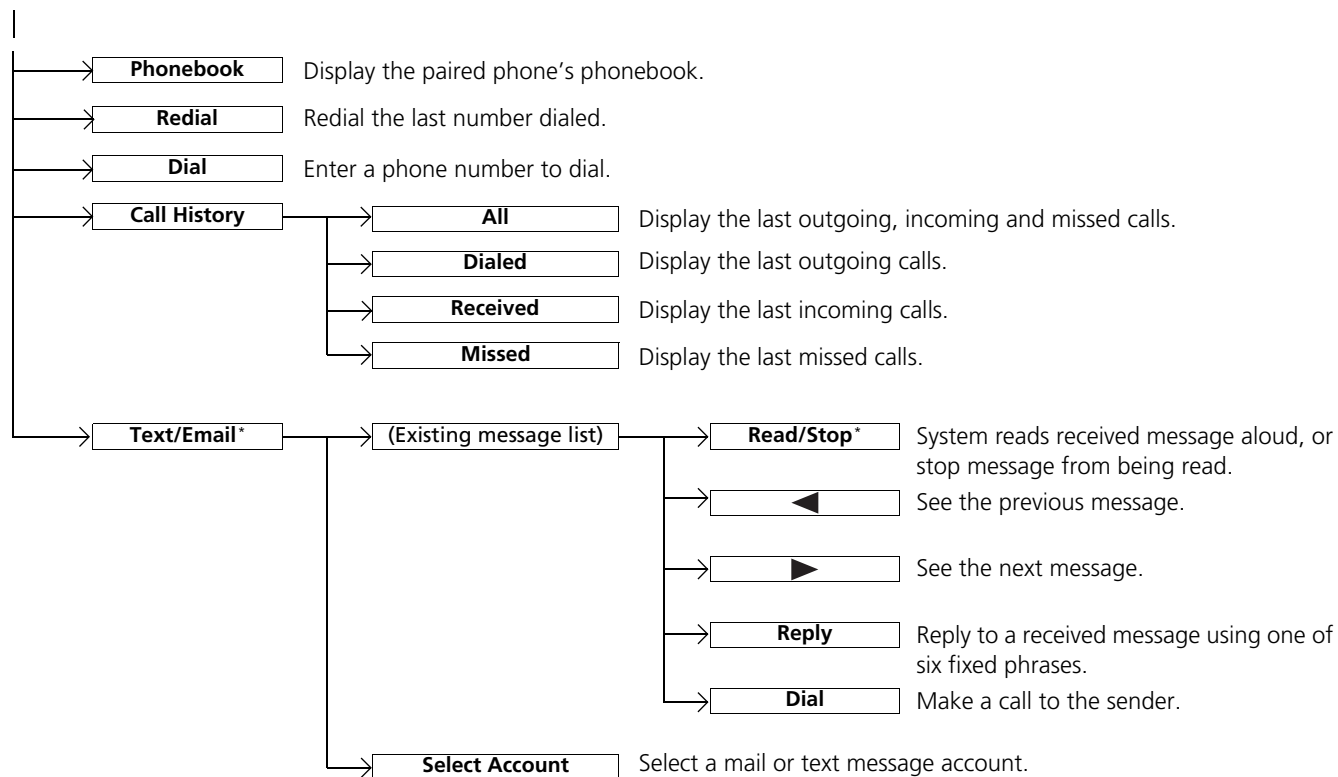 Phonebook Display the paired phone’s phonebook.
Redial Redial the last number dialed.
Dial Enter a phone number to dial.
Call History All Display the last outgoing, incoming and missed calls.
Dialed Display the last outgoing calls.
Received Display the last incoming calls.
Missed Display the last missed calls.
Text/Email* (Existing message list) Read/Stop* System reads received message aloud, or
stop message from being read.
◄ See the previous message.
► See the next message.
Reply Reply to a received message using one of
six fixed phrases.
Dial Make a call to the sender.
Select Account Select a mail or text message account.